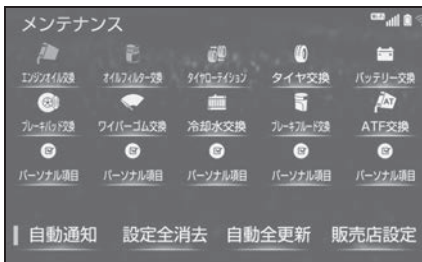 メンテナンス
エンジンオイル交換 オイルフィルター交換 タイヤローテイション タイヤ交換 バッテリー交換
ブレーキパッド交換 ワイパーゴム交換 冷却水交換 ブレーキフルード交換 ATF交換
パーソナル項目 パーソナル項目 パーソナル項目 パーソナル項目 パーソナル項目
自動通知 設定全消去 自動全更新 販売店設定